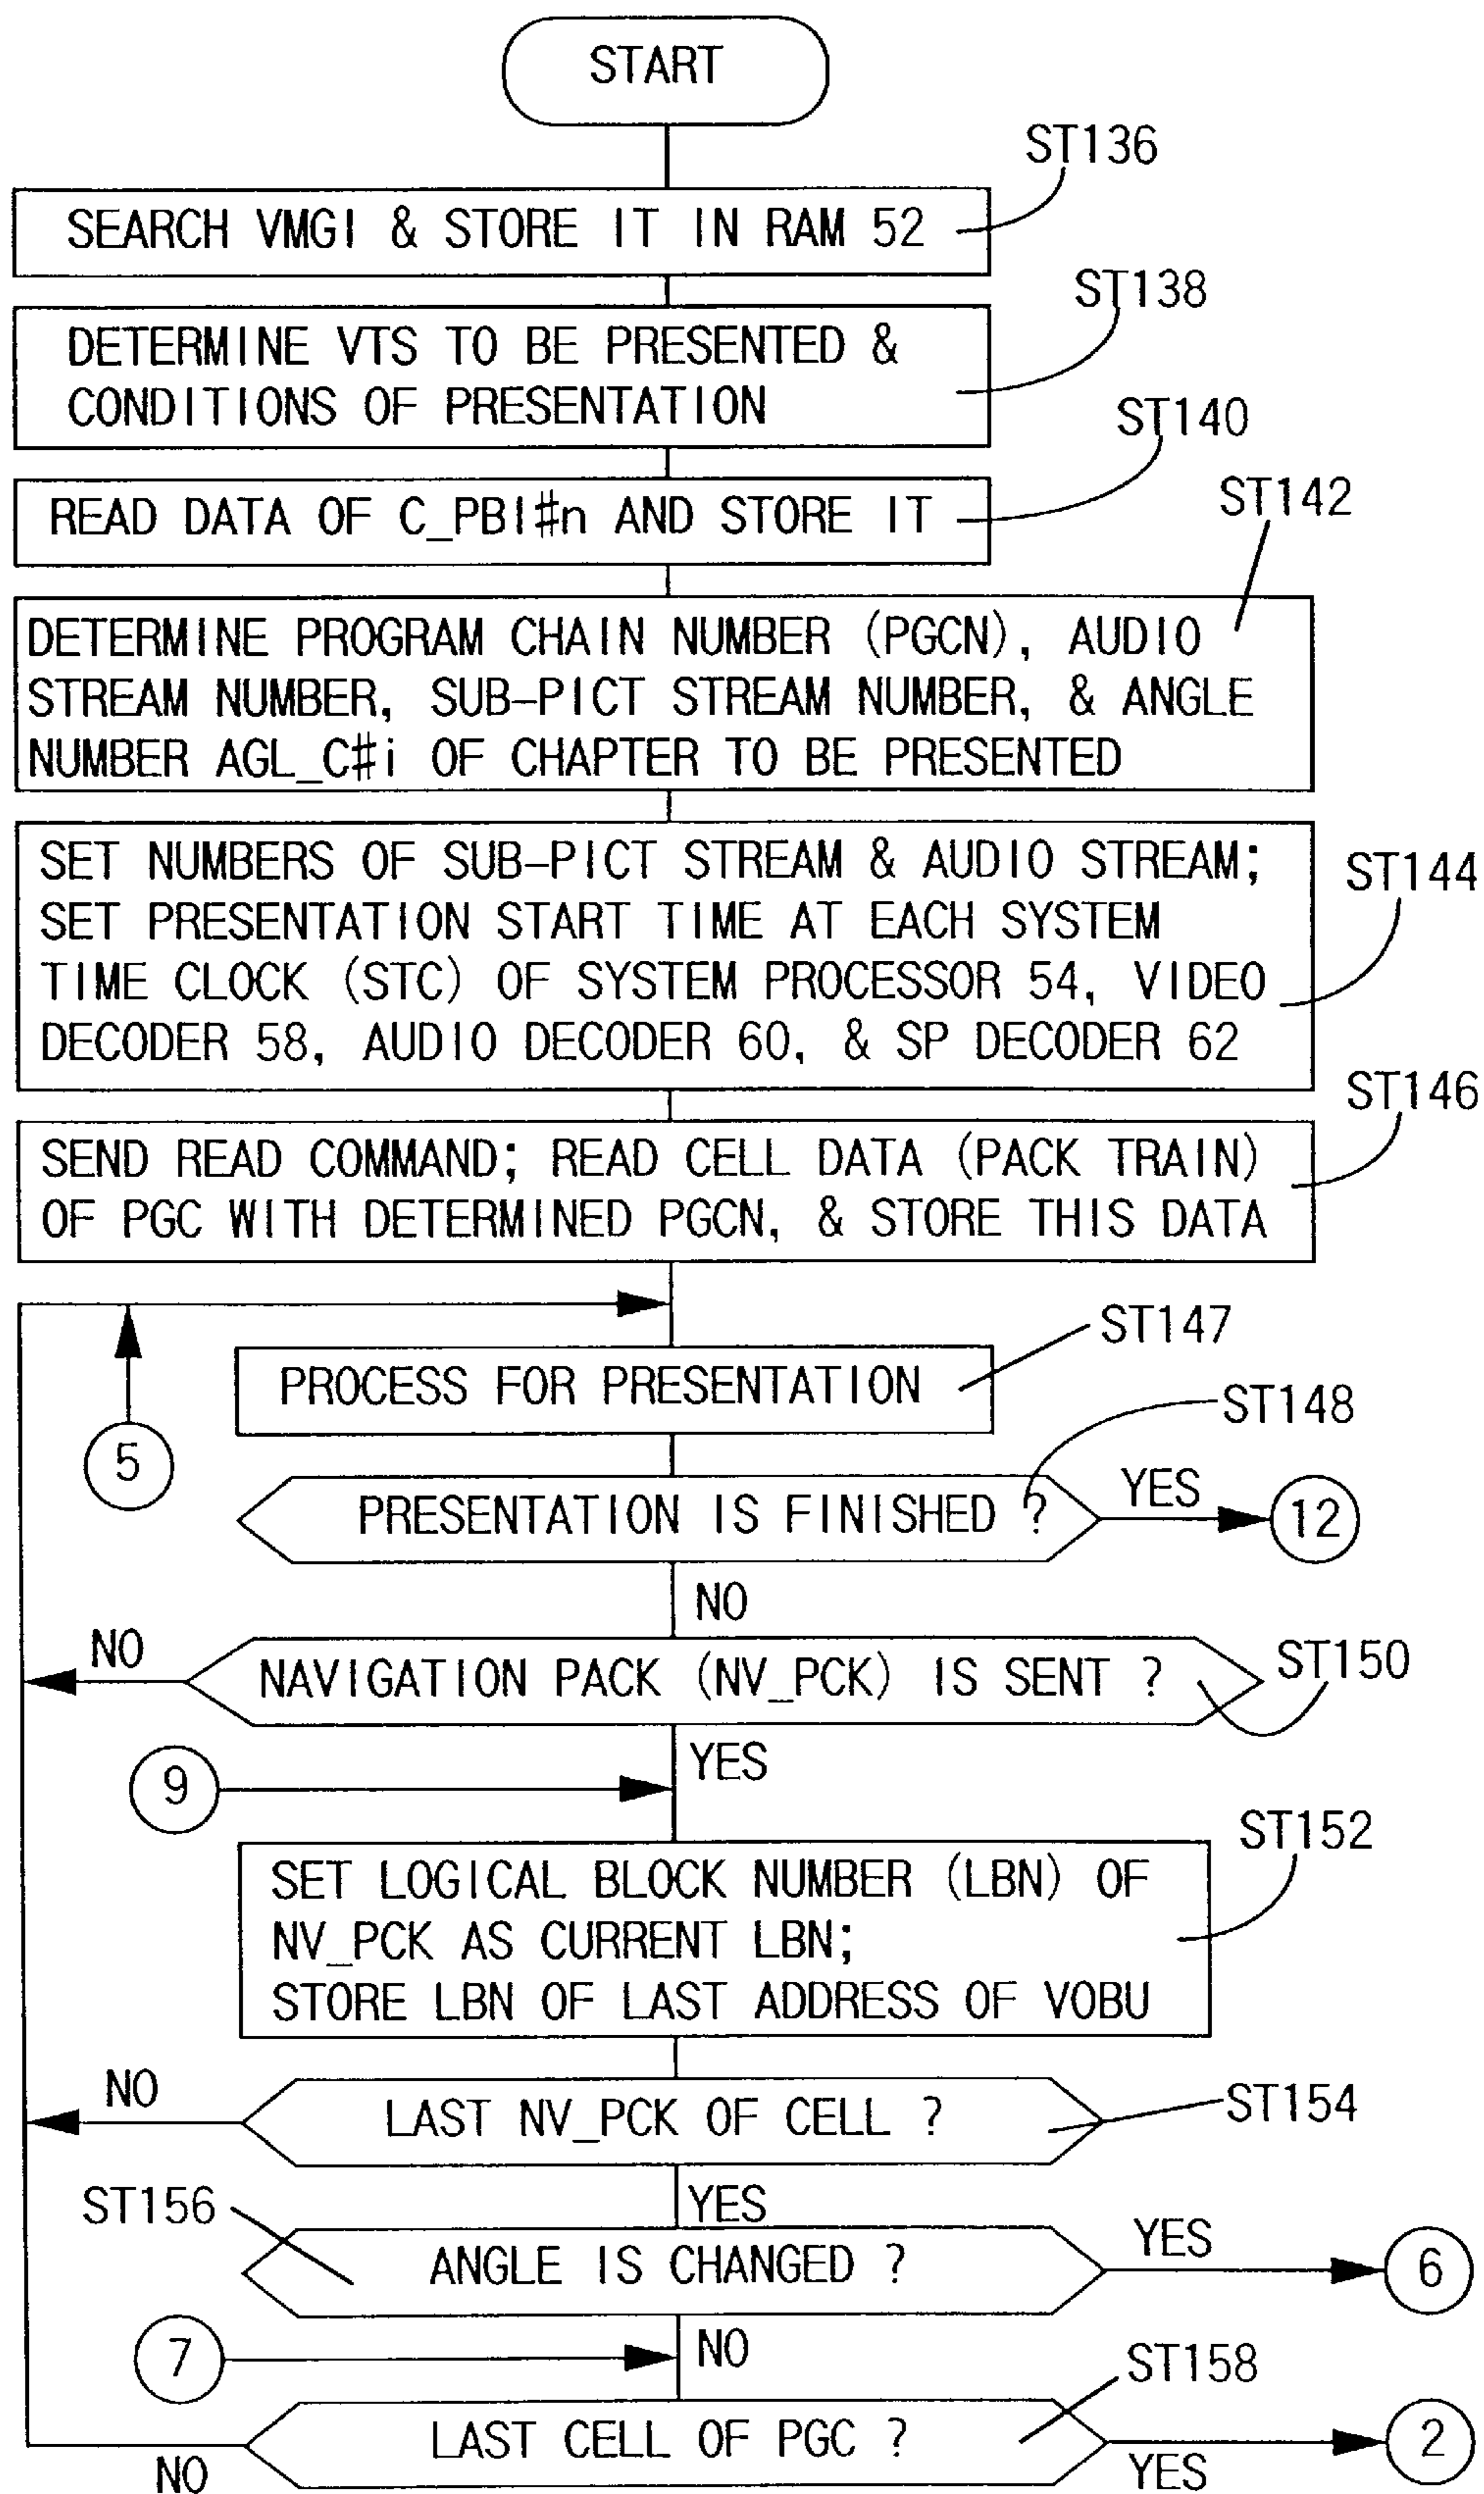 START
ST136
SEARCH VMGI & STORE IT IN RAM 52
ST138
DETERMINE VTS TO BE PRESENTED &
CONDITIONS OF PRESENTATION
ST140
READ DATA OF C_PBI#n AND STORE IT
ST142
DETERMINE PROGRAM CHAIN NUMBER (PGCN), AUDIO
STREAM NUMBER, SUB-PICT STREAM NUMBER, & ANGLE
NUMBER AGL_C#i OF CHAPTER TO BE PRESENTED
SET NUMBERS OF SUB-PICT STREAM & AUDIO STREAM;
ST144
SET PRESENTATION START TIME AT EACH SYSTEM
TIME CLOCK (STC) OF SYSTEM PROCESSOR 54, VIDEO
DECODER 58, AUDIO DECODER 60, & SP DECODER 62
ST146
SEND READ COMMAND; READ CELL DATA (PACK TRAIN)
OF PGC WITH DETERMINED PGCN, & STORE THIS DATA
ST147
PROCESS FOR PRESENTATION
ST148
5
PRESENTATION IS FINISHED ?
YES
12
NO
NO
NAVIGATION PACK (NV_PCK) IS SENT ?
ST150
YES
9
ST152
SET LOGICAL BLOCK NUMBER (LBN) OF
NV_PCK AS CURRENT LBN;
STORE LBN OF LAST ADDRESS OF VOBU
NO
LAST NV_PCK OF CELL ?
ST154
ST156
YES
ANGLE IS CHANGED ?
YES
6
7
NO
ST158
LAST CELL OF PGC ?
2
NO
YES